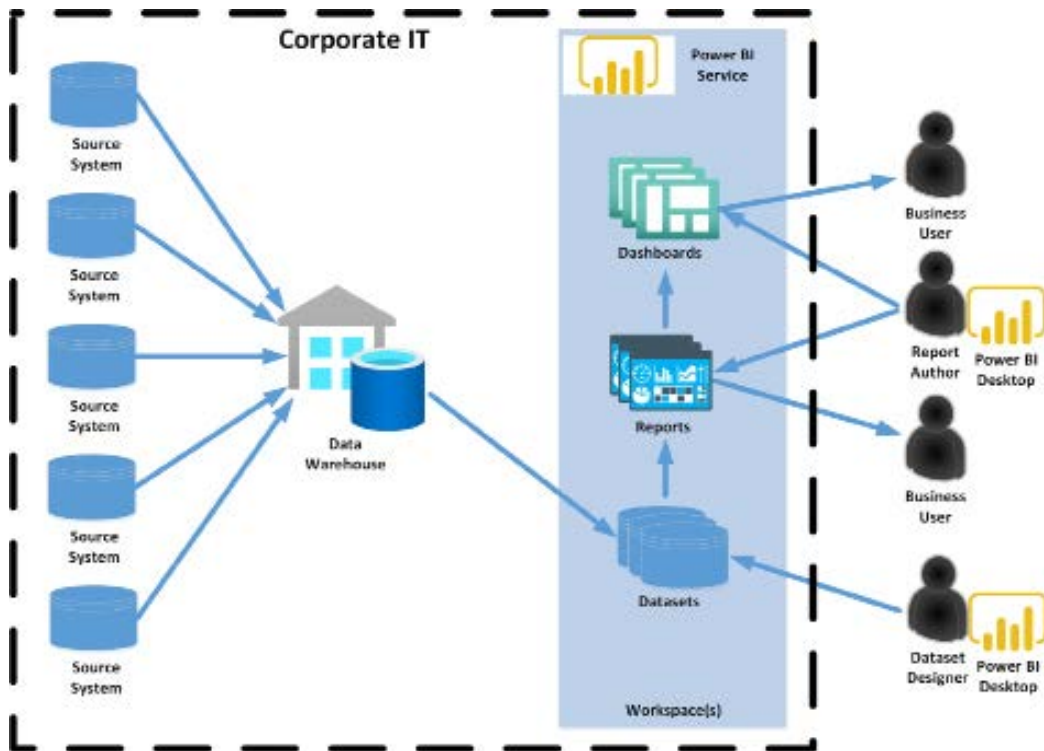 Corporate IT
Power BI
Service
Source
System
Source
System
Source
System
Source
System
Source
System
Data
Warehouse
Dashboards
Reports
Datasets
Workspace(s)
Business
User
Report
Author
Power BI
Desktop
Business
User
Dataset
Designer
Power BI
Desktop